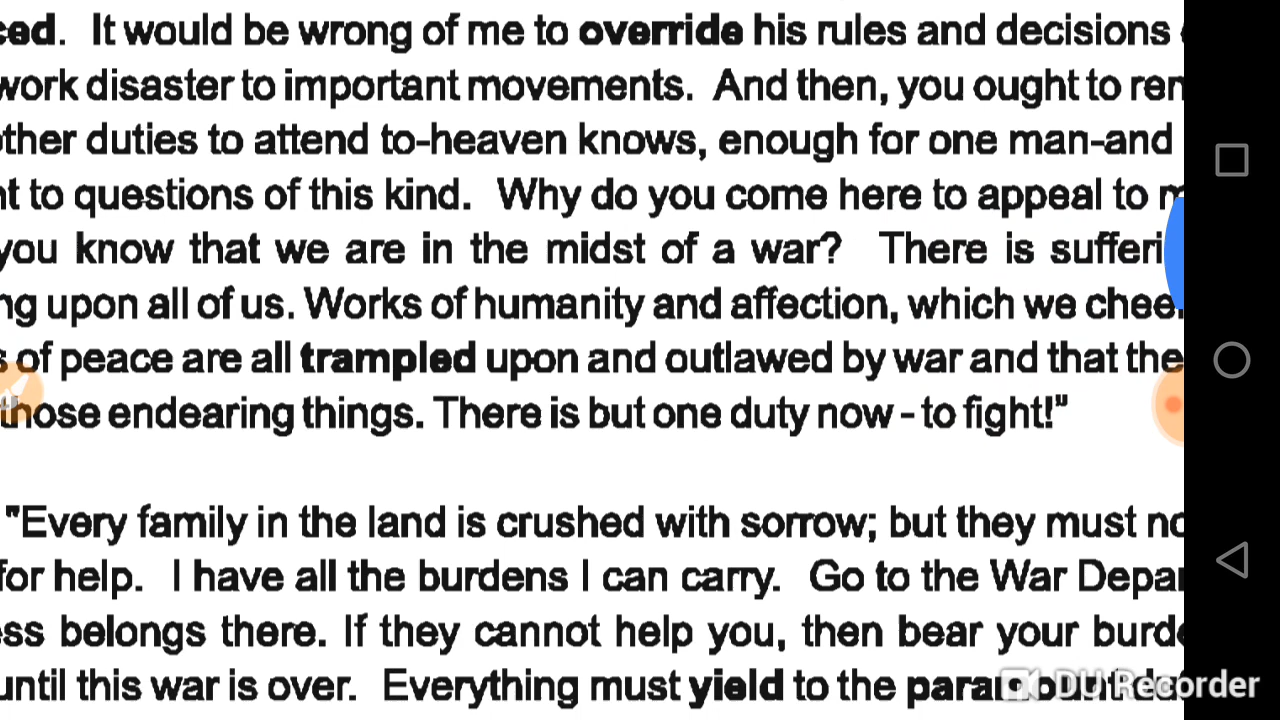 ced. It would be wrong of me to override his rules and decisions
work disaster to important movements. And then, you ought to rem
other duties to attend to-heaven knows, enough for one man-and
nt to questions of this kind. Why do you come here to appeal to m
you know that we are in the midst of a war? There is sufferi
ng upon all of us. Works of humanity and affection, which we chee
s of peace are all trampled upon and outlawed by war and that the
those endearing things. There is but one duty now - to fight!"
"Every family in the land is crushed with sorrow; but they must no
for help. I have all the burdens I can carry. Go to the War Depar
ess belongs there. If they cannot help you, then bear your burde
until this war is over. Everything must yield to the paramount
DU Recorder